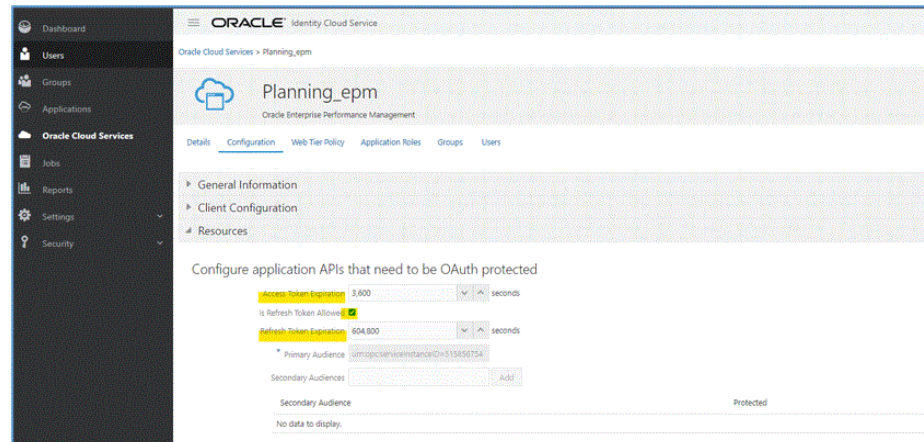 Dashboard
Users
Groups
Applications
Oracle Cloud Services
Jobs
Reports
Settings
Security
ORACLE Identity Cloud Service
Oracle Cloud Services > Planning_epm
Planning_epm
Oracle Enterprise Performance Management
Details Configuration Web Tier Policy Application Roles Groups Users
General Information
Client Configuration
Resources
Configure application APIs that need to be OAuth protected
Access Token Expiration 3,600 seconds
Is Refresh Token Allowed
Refresh Token Expiration 604,800 seconds
* Primary Audience urn:opc:serviceInstanceID=515656754
Secondary Audiences Add
Secondary Audience Protected
No data to display.